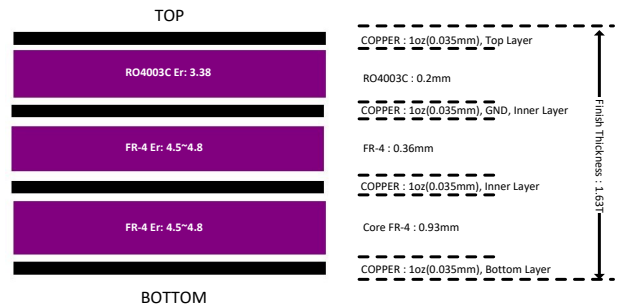 TOP
COPPER : 1oz(0.035mm), Top Layer
RO4003C Er: 3.38
RO4003C : 0.2mm
COPPER : 1oz(0.035mm), GND, Inner Layer
FR-4 Er: 4.5~4.8
FR-4 : 0.36mm
COPPER : 1oz(0.035mm), Inner Layer
FR-4 Er: 4.5~4.8
Core FR-4 : 0.93mm
COPPER : 1oz(0.035mm), Bottom Layer
Finish Thickness : 1.63T
BOTTOM